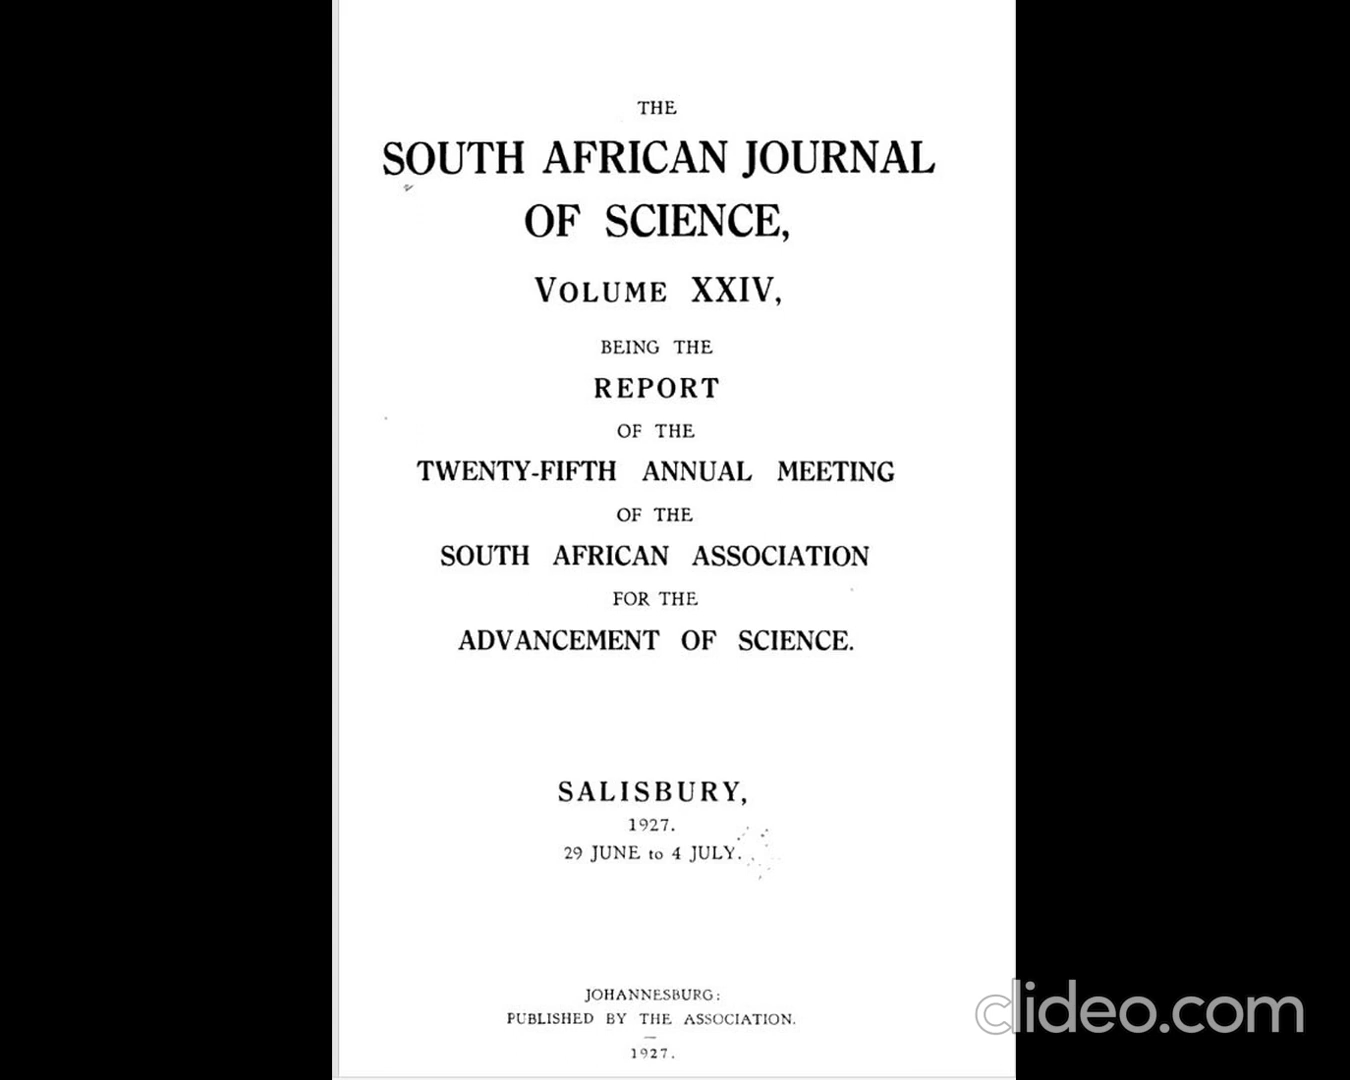 THE
SOUTH AFRICAN JOURNAL
OF SCIENCE,
VOLUME XXIV,
BEING THE
REPORT
OF THE
TWENTY-FIFTH ANNUAL MEETING
OF THE
SOUTH AFRICAN ASSOCIATION
FOR THE
ADVANCEMENT OF SCIENCE.
SALISBURY,
1927.
29 JUNE to 4 JULY.
JOHANNESBURG:
PUBLISHED BY THE ASSOCIATION.
1927.
clideo.com